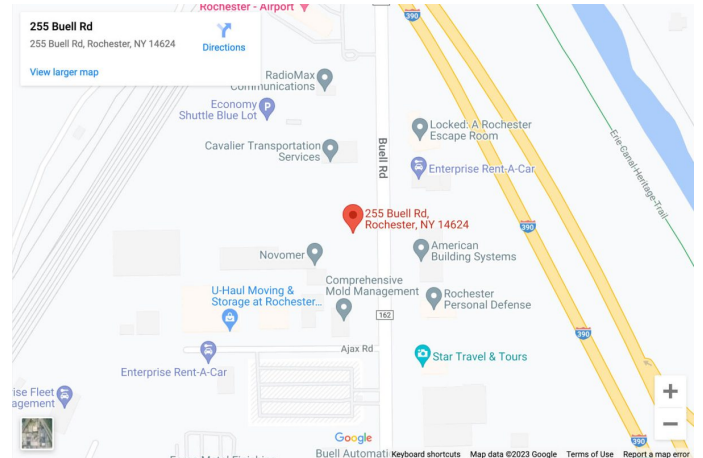 255 Buell Rd
255 Buell Rd, Rochester, NY 14624
Directions
View larger map
Rochester - Airport
390
RadioMax
Communications
Economy
Shuttle Blue Lot
P
Cavalier Transportation
Services
Buell Rd
Locked: A Rochester
Escape Room
Enterprise Rent-A-Car
Erie Canal Heritage Trail
255 Buell Rd,
Rochester, NY 14624
390
Novomer
American
Building Systems
U-Haul Moving &
Storage at Rochester...
Comprehensive
Mold Management
Rochester
Personal Defense
162
390
Ajax Rd
Star Travel & Tours
Enterprise Rent-A-Car
ise Fleet
agement
Google
390
Buell Automati
Keyboard shortcuts
Map data ©2023 Google
Terms of Use
Report a map error